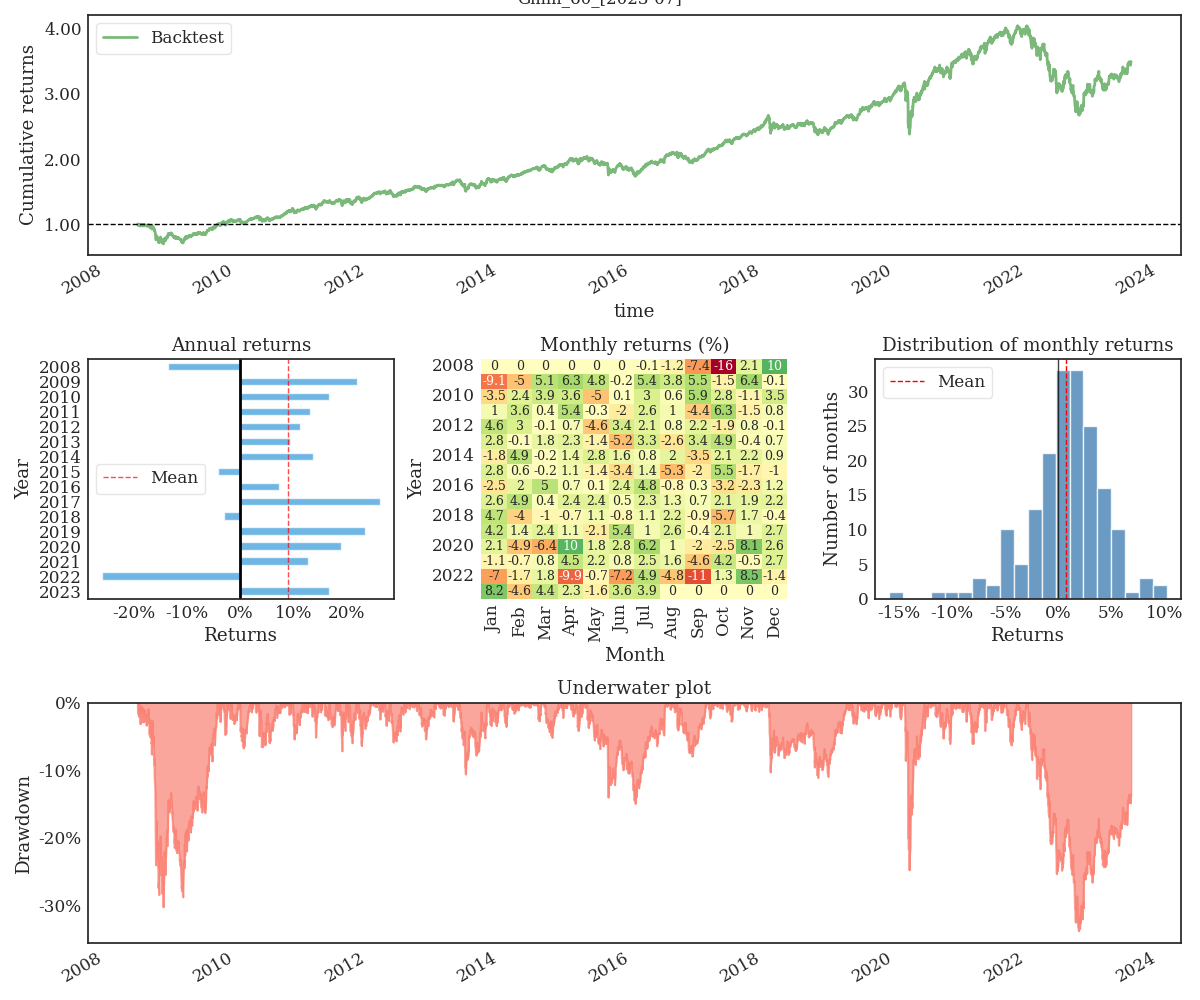 4.00
Backtest
3.00
2.00
1.00
Cumulative returns
2008 2010 2012 2014 2016 2018 2020 2022 2024
time
Annual returns
2008
2009
2010
2011
2012
2013
2014
2015
2016
2017
2018
2019
2020
2021
2022
2023
Year
Mean
-20% -10% 0% 10% 20%
Returns
Monthly returns (%)
2008 0 0 0 0 0 0 -0.1 -1.2 -7.4 -16 2.1 10
-9.1 -5 5.1 6.3 4.8 -0.2 5.4 3.8 5.5 -1.5 6.4 -0.1
2010 -3.5 2.4 3.9 3.6 -5 0.1 3 0.6 5.9 2.8 -1.1 3.5
1 3.6 0.4 5.4 -0.3 -2 2.6 1 -4.4 6.3 -1.5 0.8
2012 4.6 3 -0.1 0.7 -4.6 3.4 2.1 0.8 2.2 -1.9 0.8 -0.1
2.8 -0.1 1.8 2.3 -1.4 -5.2 3.3 -2.6 3.4 4.9 -0.4 0.7
2014 -1.8 4.9 -0.2 1.4 2.8 1.6 0.8 2 -3.5 2.1 2.2 0.9
2.8 0.6 -0.2 1.1 -1.4 -3.4 1.4 -5.3 -2 5.5 -1.7 -1
2016 -2.5 2 5 0.7 0.1 2.4 4.8 -0.8 0.3 -3.2 -2.3 1.2
2.6 4.9 0.4 2.4 2.4 0.5 2.3 1.3 0.7 2.1 1.9 2.2
2018 4.7 -4 -1 -0.7 1.1 -0.8 1.1 2.2 -0.9 -5.7 1.7 -0.4
4.2 1.4 2.4 1.1 -2.1 5.4 1 2.6 -0.4 2.1 1 2.7
2020 2.1 -4.9 -6.4 10 1.8 2.8 6.2 1 -2 -2.5 8.1 2.6
-1.1 -0.7 0.8 4.5 2.2 0.8 2.5 1.6 -4.6 4.2 -0.5 2.7
2022 -7 -1.7 1.8 -9.9 -0.7 -7.2 4.9 -4.8 -11 1.3 8.5 -1.4
8.2 -4.6 4.4 2.3 -1.6 3.6 3.9 0 0 0 0 0
Year
Jan Feb Mar Apr May Jun Jul Aug Sep Oct Nov Dec
Month
Distribution of monthly returns
Mean
30
25
20
15
10
5
0
Number of months
-15% -10% -5% 0% 5% 10%
Returns
Underwater plot
0%
-10%
-20%
-30%
Drawdown
2008 2010 2012 2014 2016 2018 2020 2022 2024